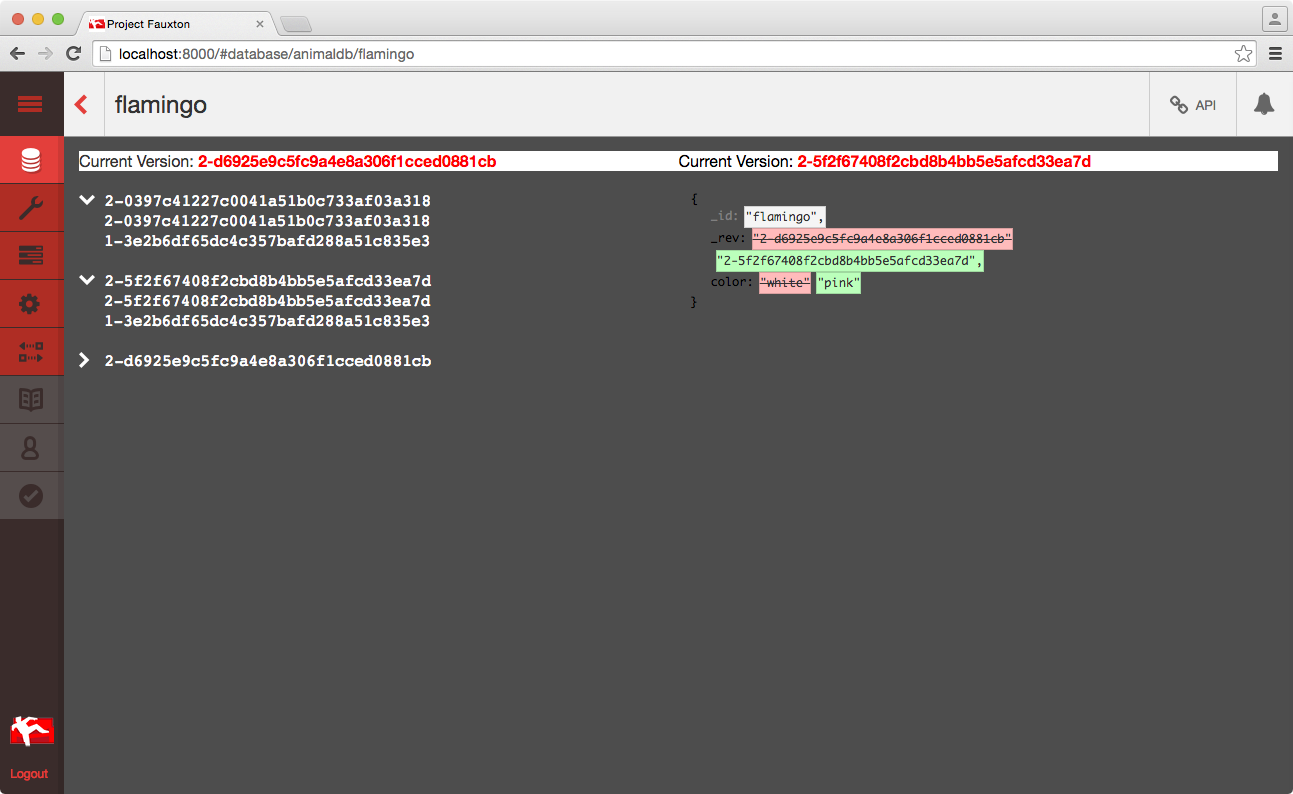 Project Fauxton
localhost:8000/#database/animaldb/flamingo
flamingo
API
Current Version: 2-d6925e9c5fc9a4e8a306f1cced0881cb
Current Version: 2-5f2f67408f2cbd8b4bb5e5afcd33ea7d
2-0397c41227c0041a51b0c733af03a318
2-0397c41227c0041a51b0c733af03a318
1-3e2b6df65dc4c357bafd288a51c835e3
2-5f2f67408f2cbd8b4bb5e5afcd33ea7d
2-5f2f67408f2cbd8b4bb5e5afcd33ea7d
1-3e2b6df65dc4c357bafd288a51c835e3
2-d6925e9c5fc9a4e8a306f1cced0881cb
{
_id: "flamingo",
_rev: "2-d6925e9c5fc9a4e8a306f1cced0881cb"
"2-5f2f67408f2cbd8b4bb5e5afcd33ea7d",
color: "white" "pink"
}
Logout